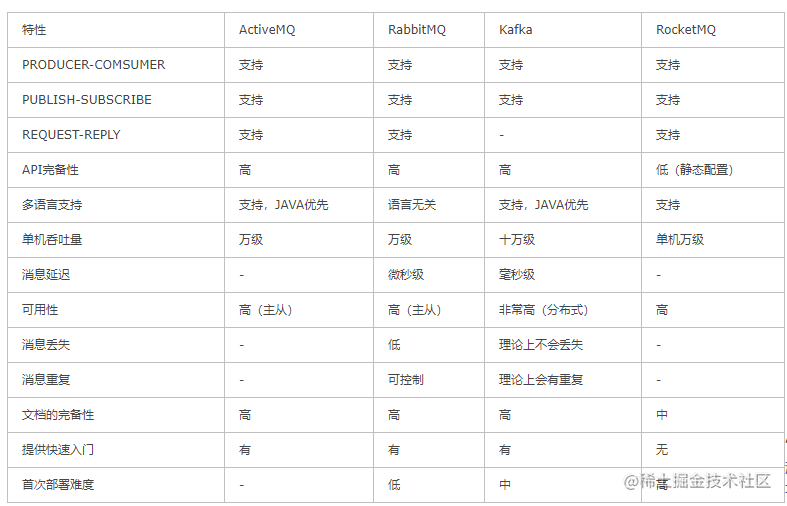 特性 ActiveMQ RabbitMQ Kafka RocketMQ
PRODUCER-COMSUMER 支持 支持 支持 支持
PUBLISH-SUBSCRIBE 支持 支持 支持 支持
REQUEST-REPLY 支持 支持 - 支持
API完备性 高 高 高 低（静态配置）
多语言支持 支持，JAVA优先 语言无关 支持，JAVA优先 支持
单机吞吐量 万级 万级 十万级 单机万级
消息延迟 - 微秒级 毫秒级 -
可用性 高（主从） 高（主从） 非常高（分布式） 高
消息丢失 - 低 理论上不会丢失 -
消息重复 - 可控制 理论上会有重复 -
文档的完备性 高 高 高 中
提供快速入门 有 有 有 无
首次部署难度 - 低 中 高
@稀土掘金技术社区